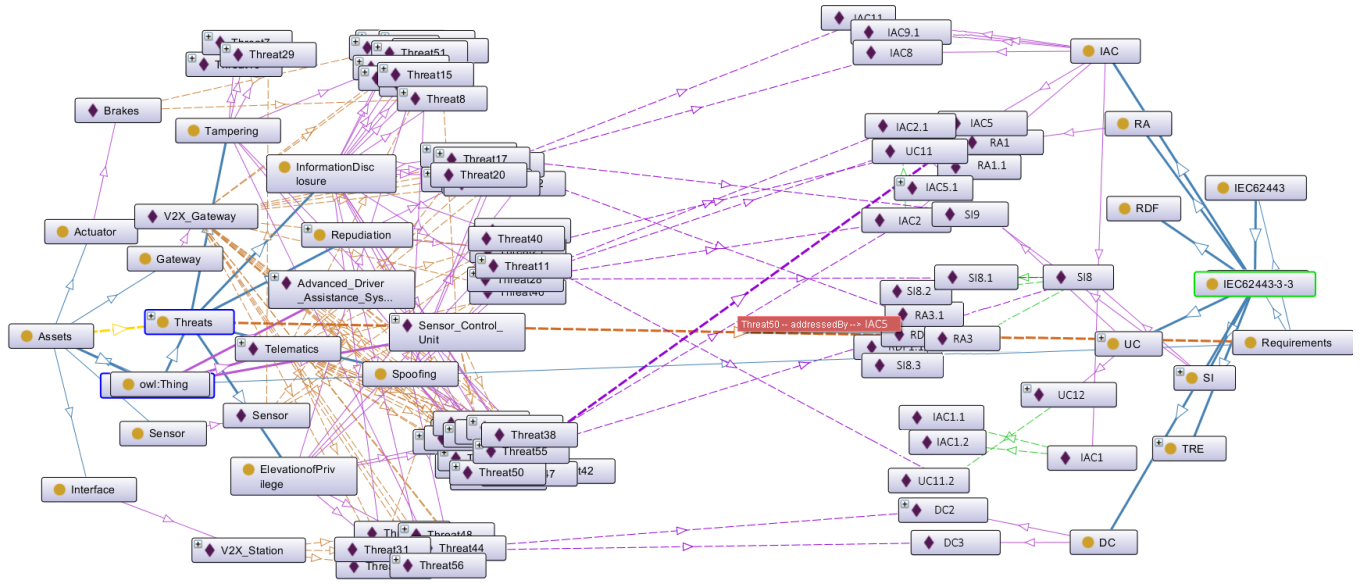 IAC11
IAC9.1
IAC
Threat29
Threat51
IAC8
Threat15
Threat8
Brakes
Tampering
IAC2.1
IAC5
RA
UC11
RA1
Threat17
InformationDisc
losure
RA1.1
Threat20
IAC5.1
IEC62443
V2X_Gateway
IAC2
SI9
RDF
Actuator
Repudiation
Threat40
Gateway
Threat11
Advanced_Driver
_Assistance_Sys...
SI8.1
SI8
IEC62443-3-3
SI8.2
RA3.1
Threats
Sensor_Control_
Unit
Threat50 -- addressedBy--> IAC5
Assets
Telematics
RA3
UC
Requirements
SI8.3
Spoofing
owl:Thing
SI
UC12
Sensor
IAC1.1
Sensor
Threat38
IAC1.2
Threat55
TRE
IAC1
ElevationofPriv
ilege
Threat50
UC11.2
Interface
DC2
Threat48
V2X_Station
Threat31
Threat44
DC3
DC
Threat56